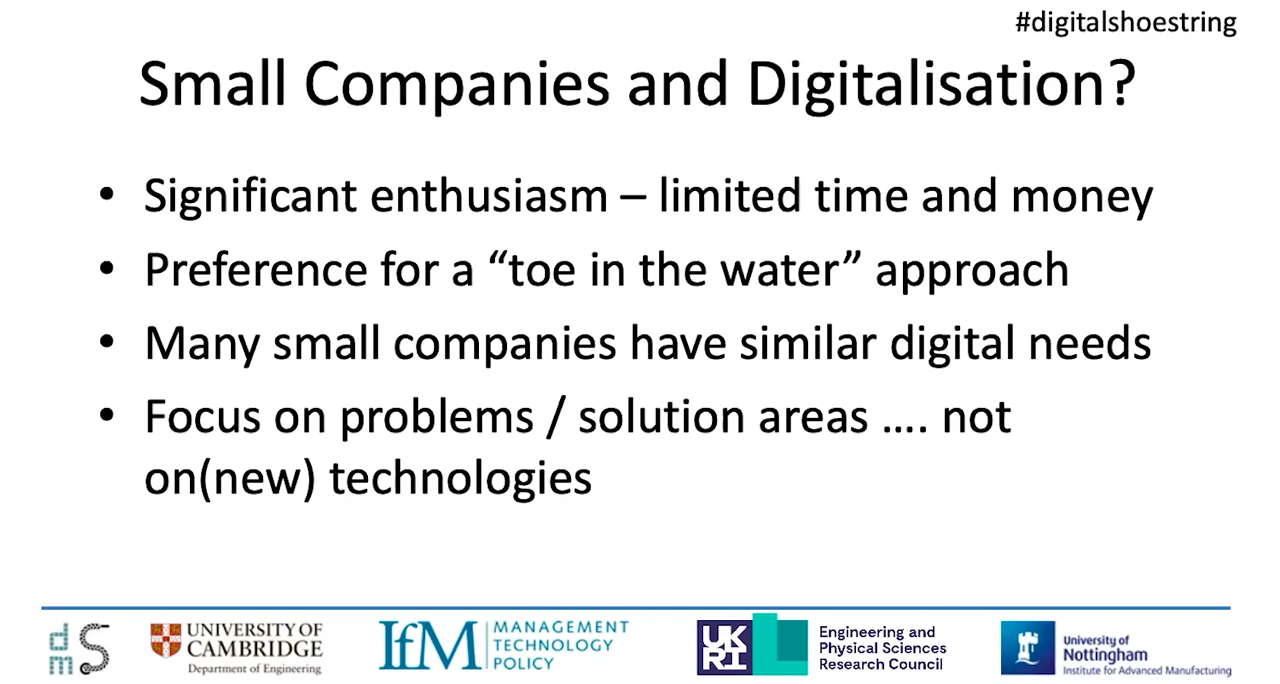 #digitalshoestring
Small Companies and Digitalisation?
• Significant enthusiasm – limited time and money
• Preference for a “toe in the water” approach
• Many small companies have similar digital needs
• Focus on problems / solution areas .... not
on(new) technologies
d S
m
UNIVERSITY OF
CAMBRIDGE
Department of Engineering
IfM
MANAGEMENT
TECHNOLOGY
POLICY
UK
RI
Engineering and
Physical Sciences
Research Council
University of
Nottingham
Institute for Advanced Manufacturing